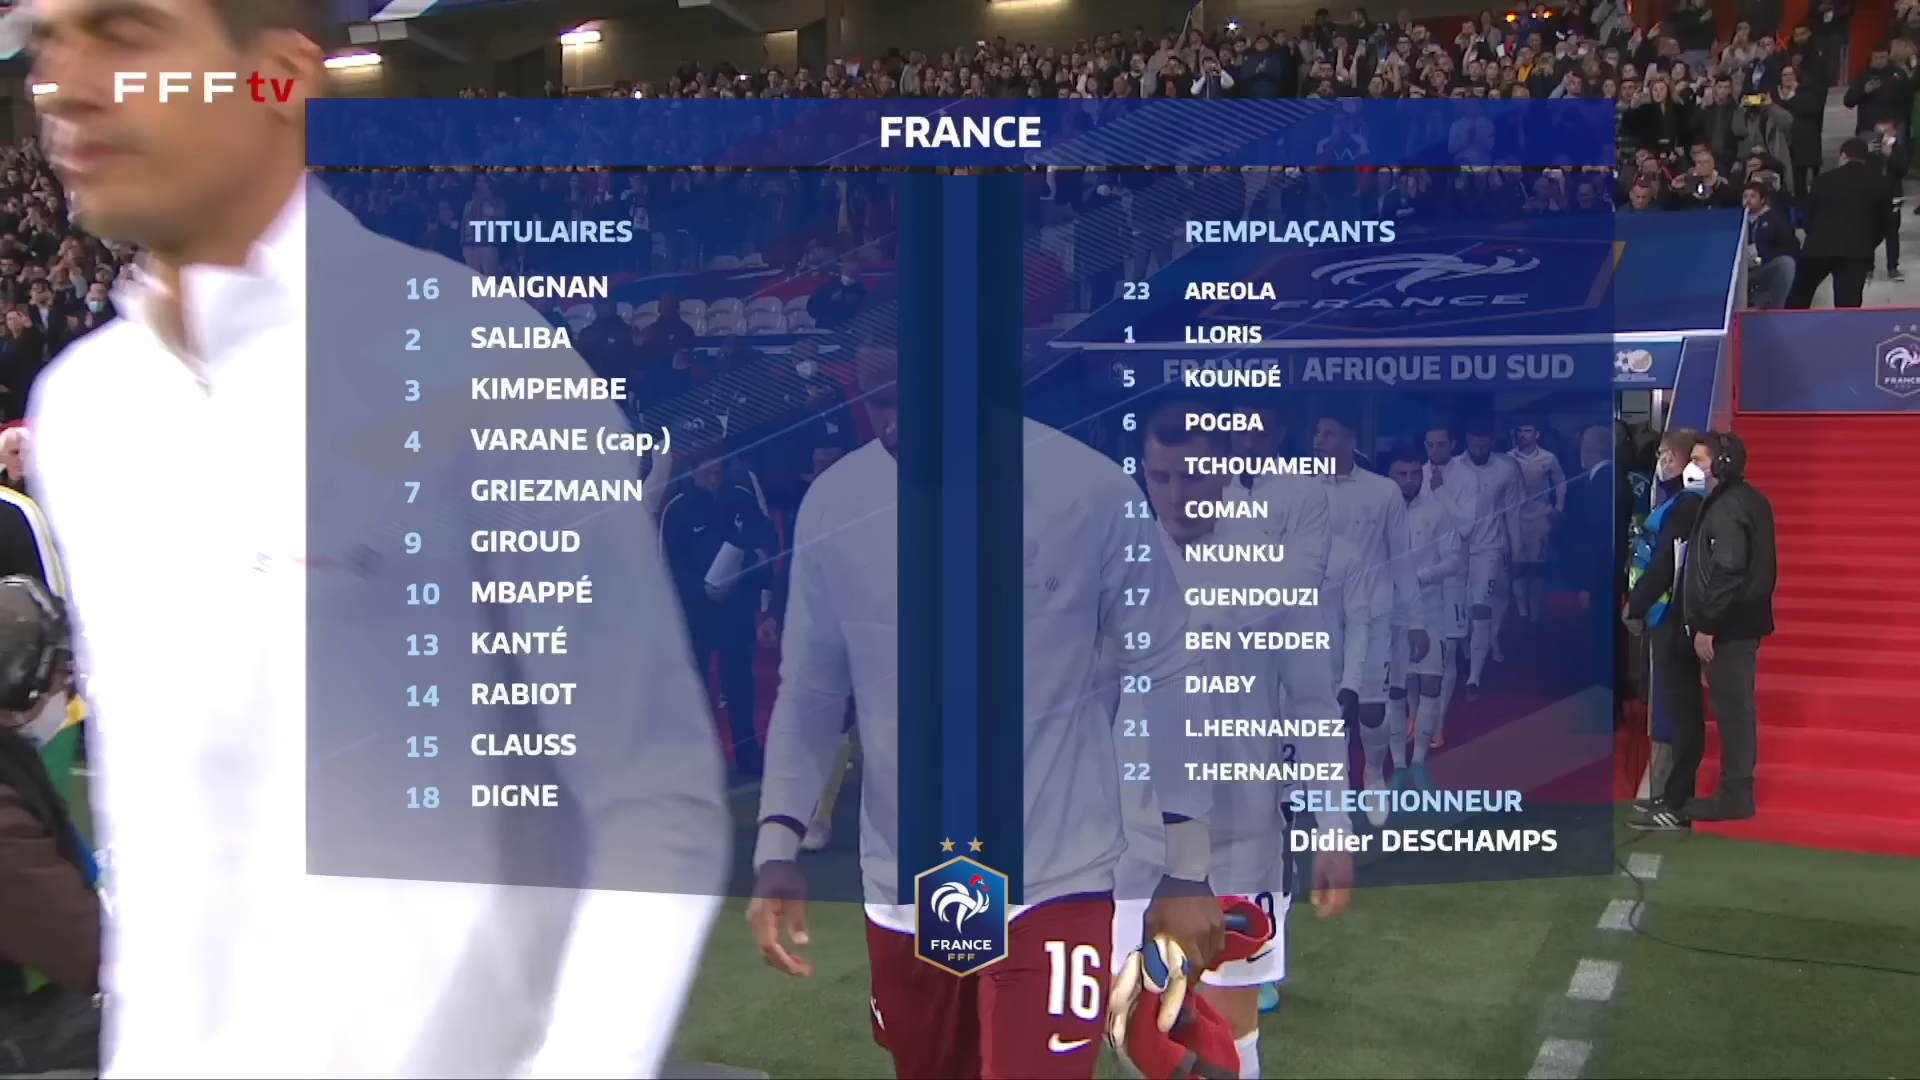 FFFtv
FRANCE
TITULAIRES
16 MAIGNAN
2 SALIBA
3 KIMPEMBE
4 VARANE (cap.)
7 GRIEZMANN
9 GIROUD
10 MBAPPÉ
13 KANTÉ
14 RABIOT
15 CLAUSS
18 DIGNE
REMPLAÇANTS
23 AREOLA
1 LLORIS
5 KOUNDÉ
6 POGBA
8 TCHOUAMENI
11 COMAN
12 NKUNKU
17 GUENDOUZI
19 BEN YEDDER
20 DIABY
21 L.HERNANDEZ
22 T.HERNANDEZ
SELECTIONNEUR
Didier DESCHAMPS
FRANCE
FRANCE | AFRIQUE DU SUD
FRANCE
FRANCE
FFF
16